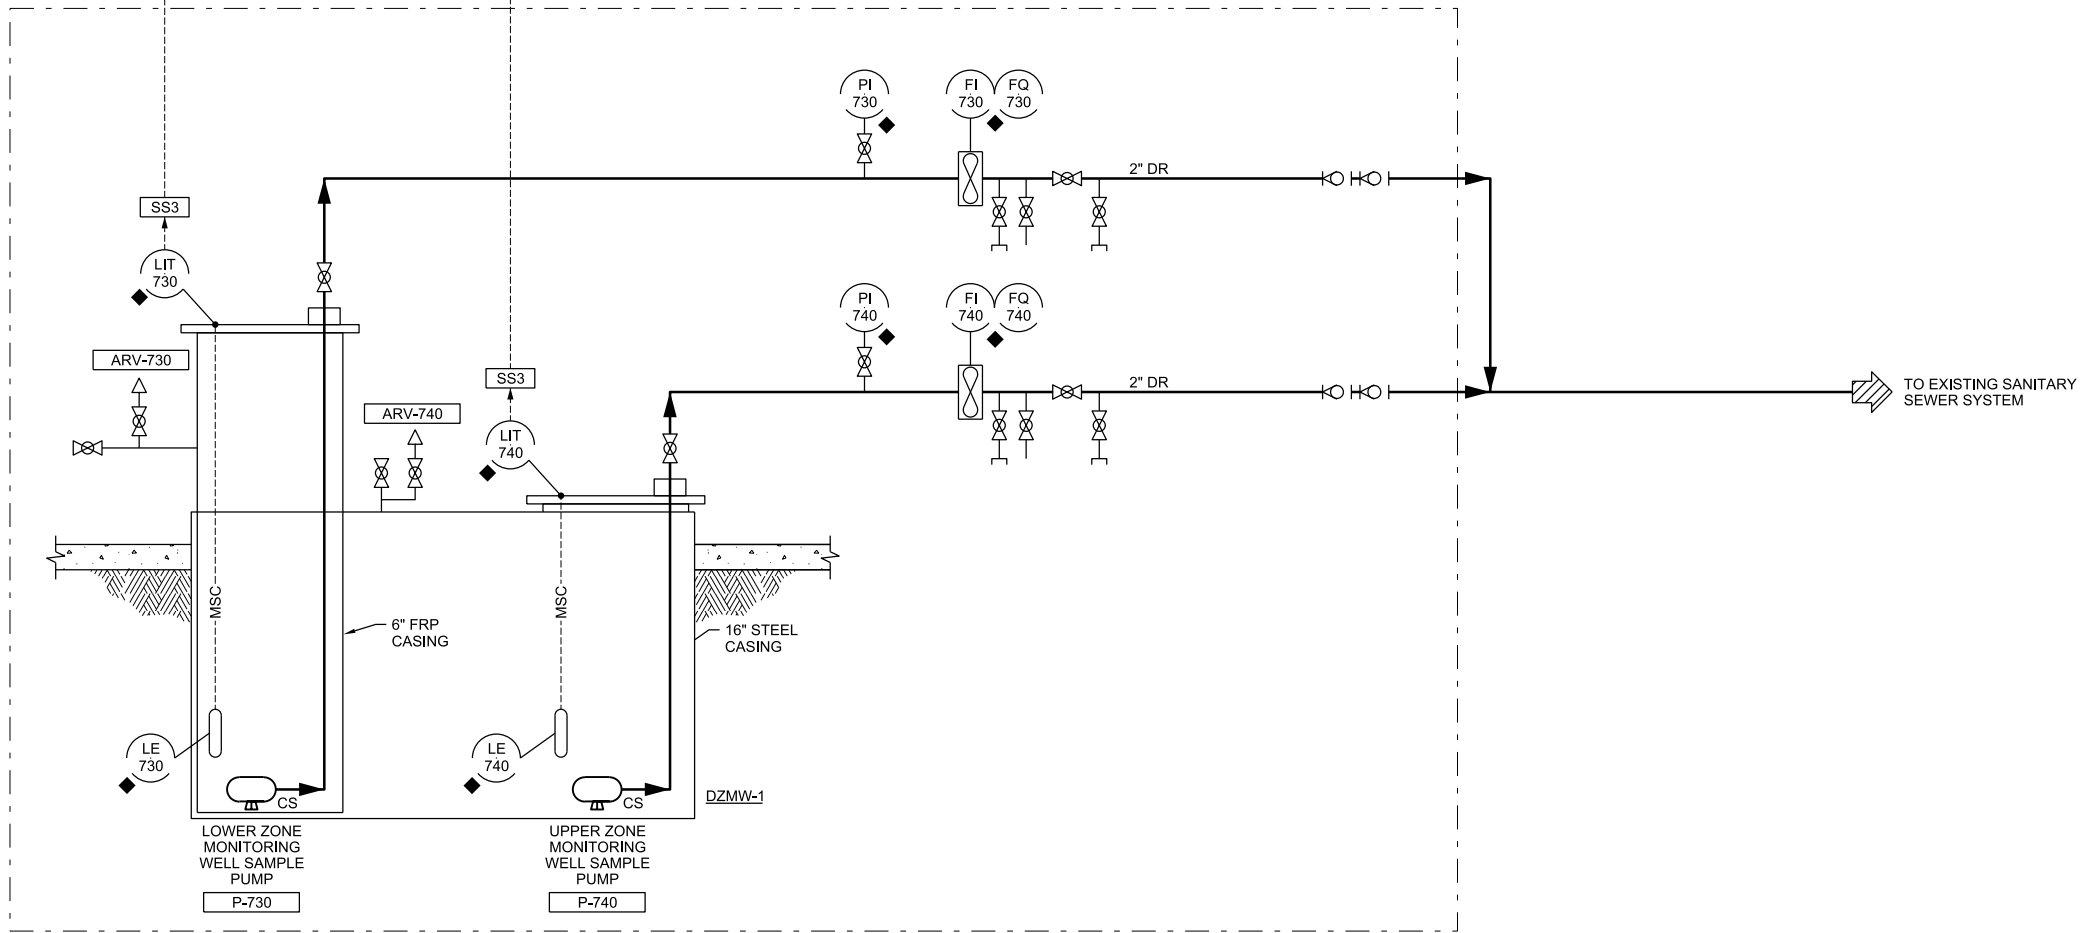 PI
730
FI
730
FQ
730
2" DR
SS3
LIT
730
PI
740
FI
740
FQ
740
2" DR
ARV-730
SS3
ARV-740
LIT
740
TO EXISTING SANITARY
SEWER SYSTEM
MSC
MSC
6" FRP
CASING
16" STEEL
CASING
LE
730
LE
740
CS
CS
DZMW-1
LOWER ZONE
MONITORING
WELL SAMPLE
PUMP
P-730
UPPER ZONE
MONITORING
WELL SAMPLE
PUMP
P-740